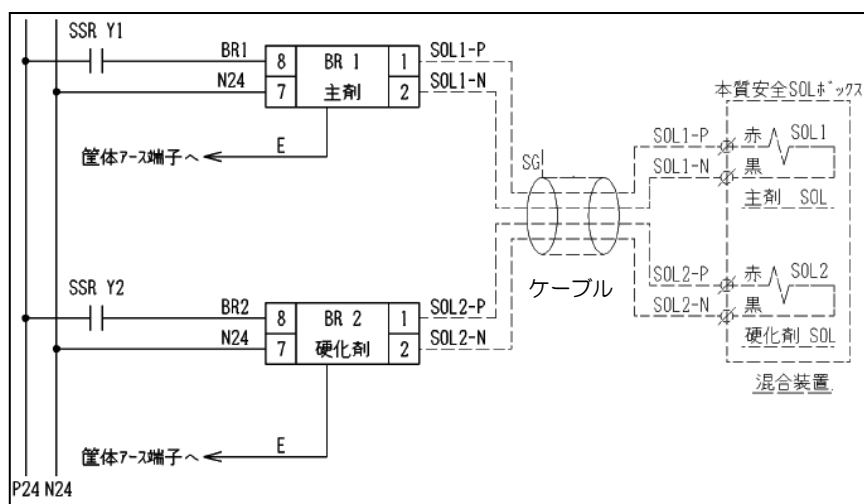 SSR Y1
BR1
8
BR 1
1
SOL1-P
N24
7
主剤
2
SOL1-N
E
筐体アース端子へ
本質安全SOLボックス
SG
SOL1-P
赤
SOL1
SOL1-N
黒
主剤 SOL
ケーブル
SOL2-P
赤
SOL2
SOL2-N
黒
硬化剤 SOL
混合装置
SSR Y2
BR2
8
BR 2
1
SOL2-P
N24
7
硬化剤
2
SOL2-N
E
筐体アース端子へ
P24 N24